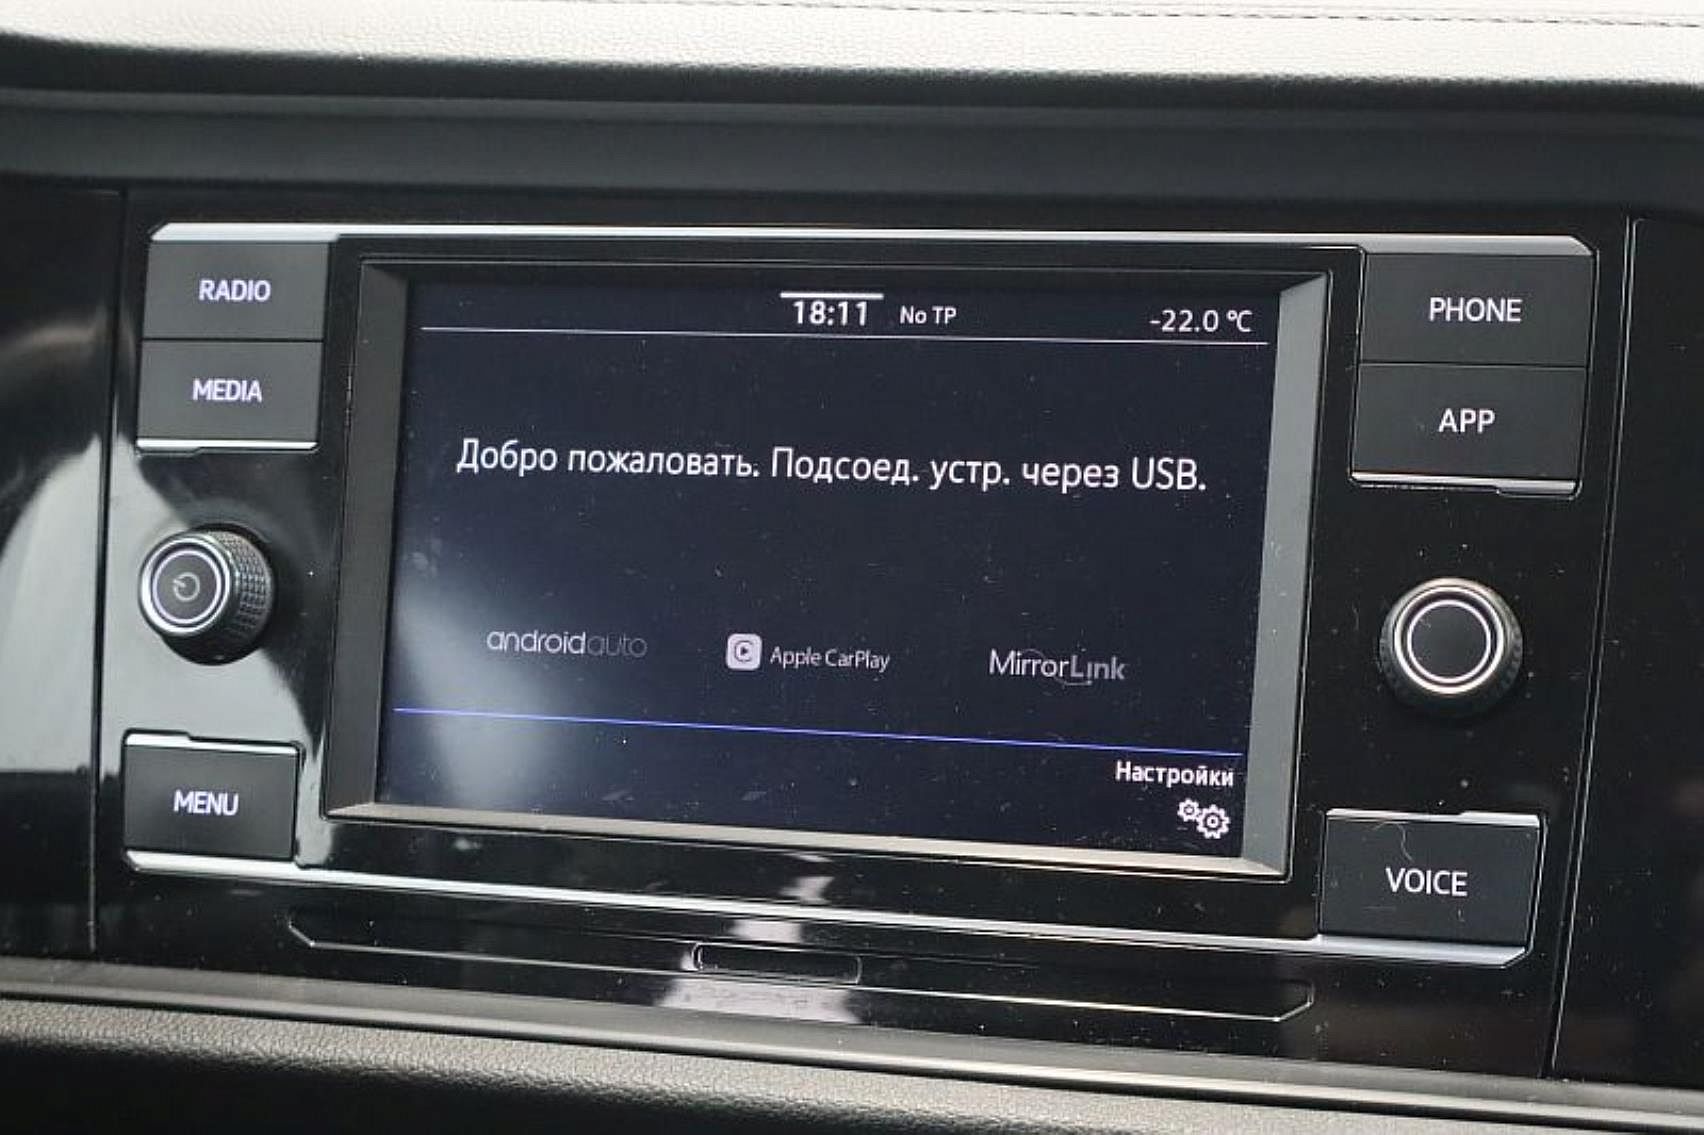 RADIO
MEDIA
MENU
18:11 No TP -22.0 °C
Добро пожаловать. Подсоед. устр. через USB.
androidauto
Apple CarPlay
MirrorLink
Настройки
PHONE
APP
VOICE